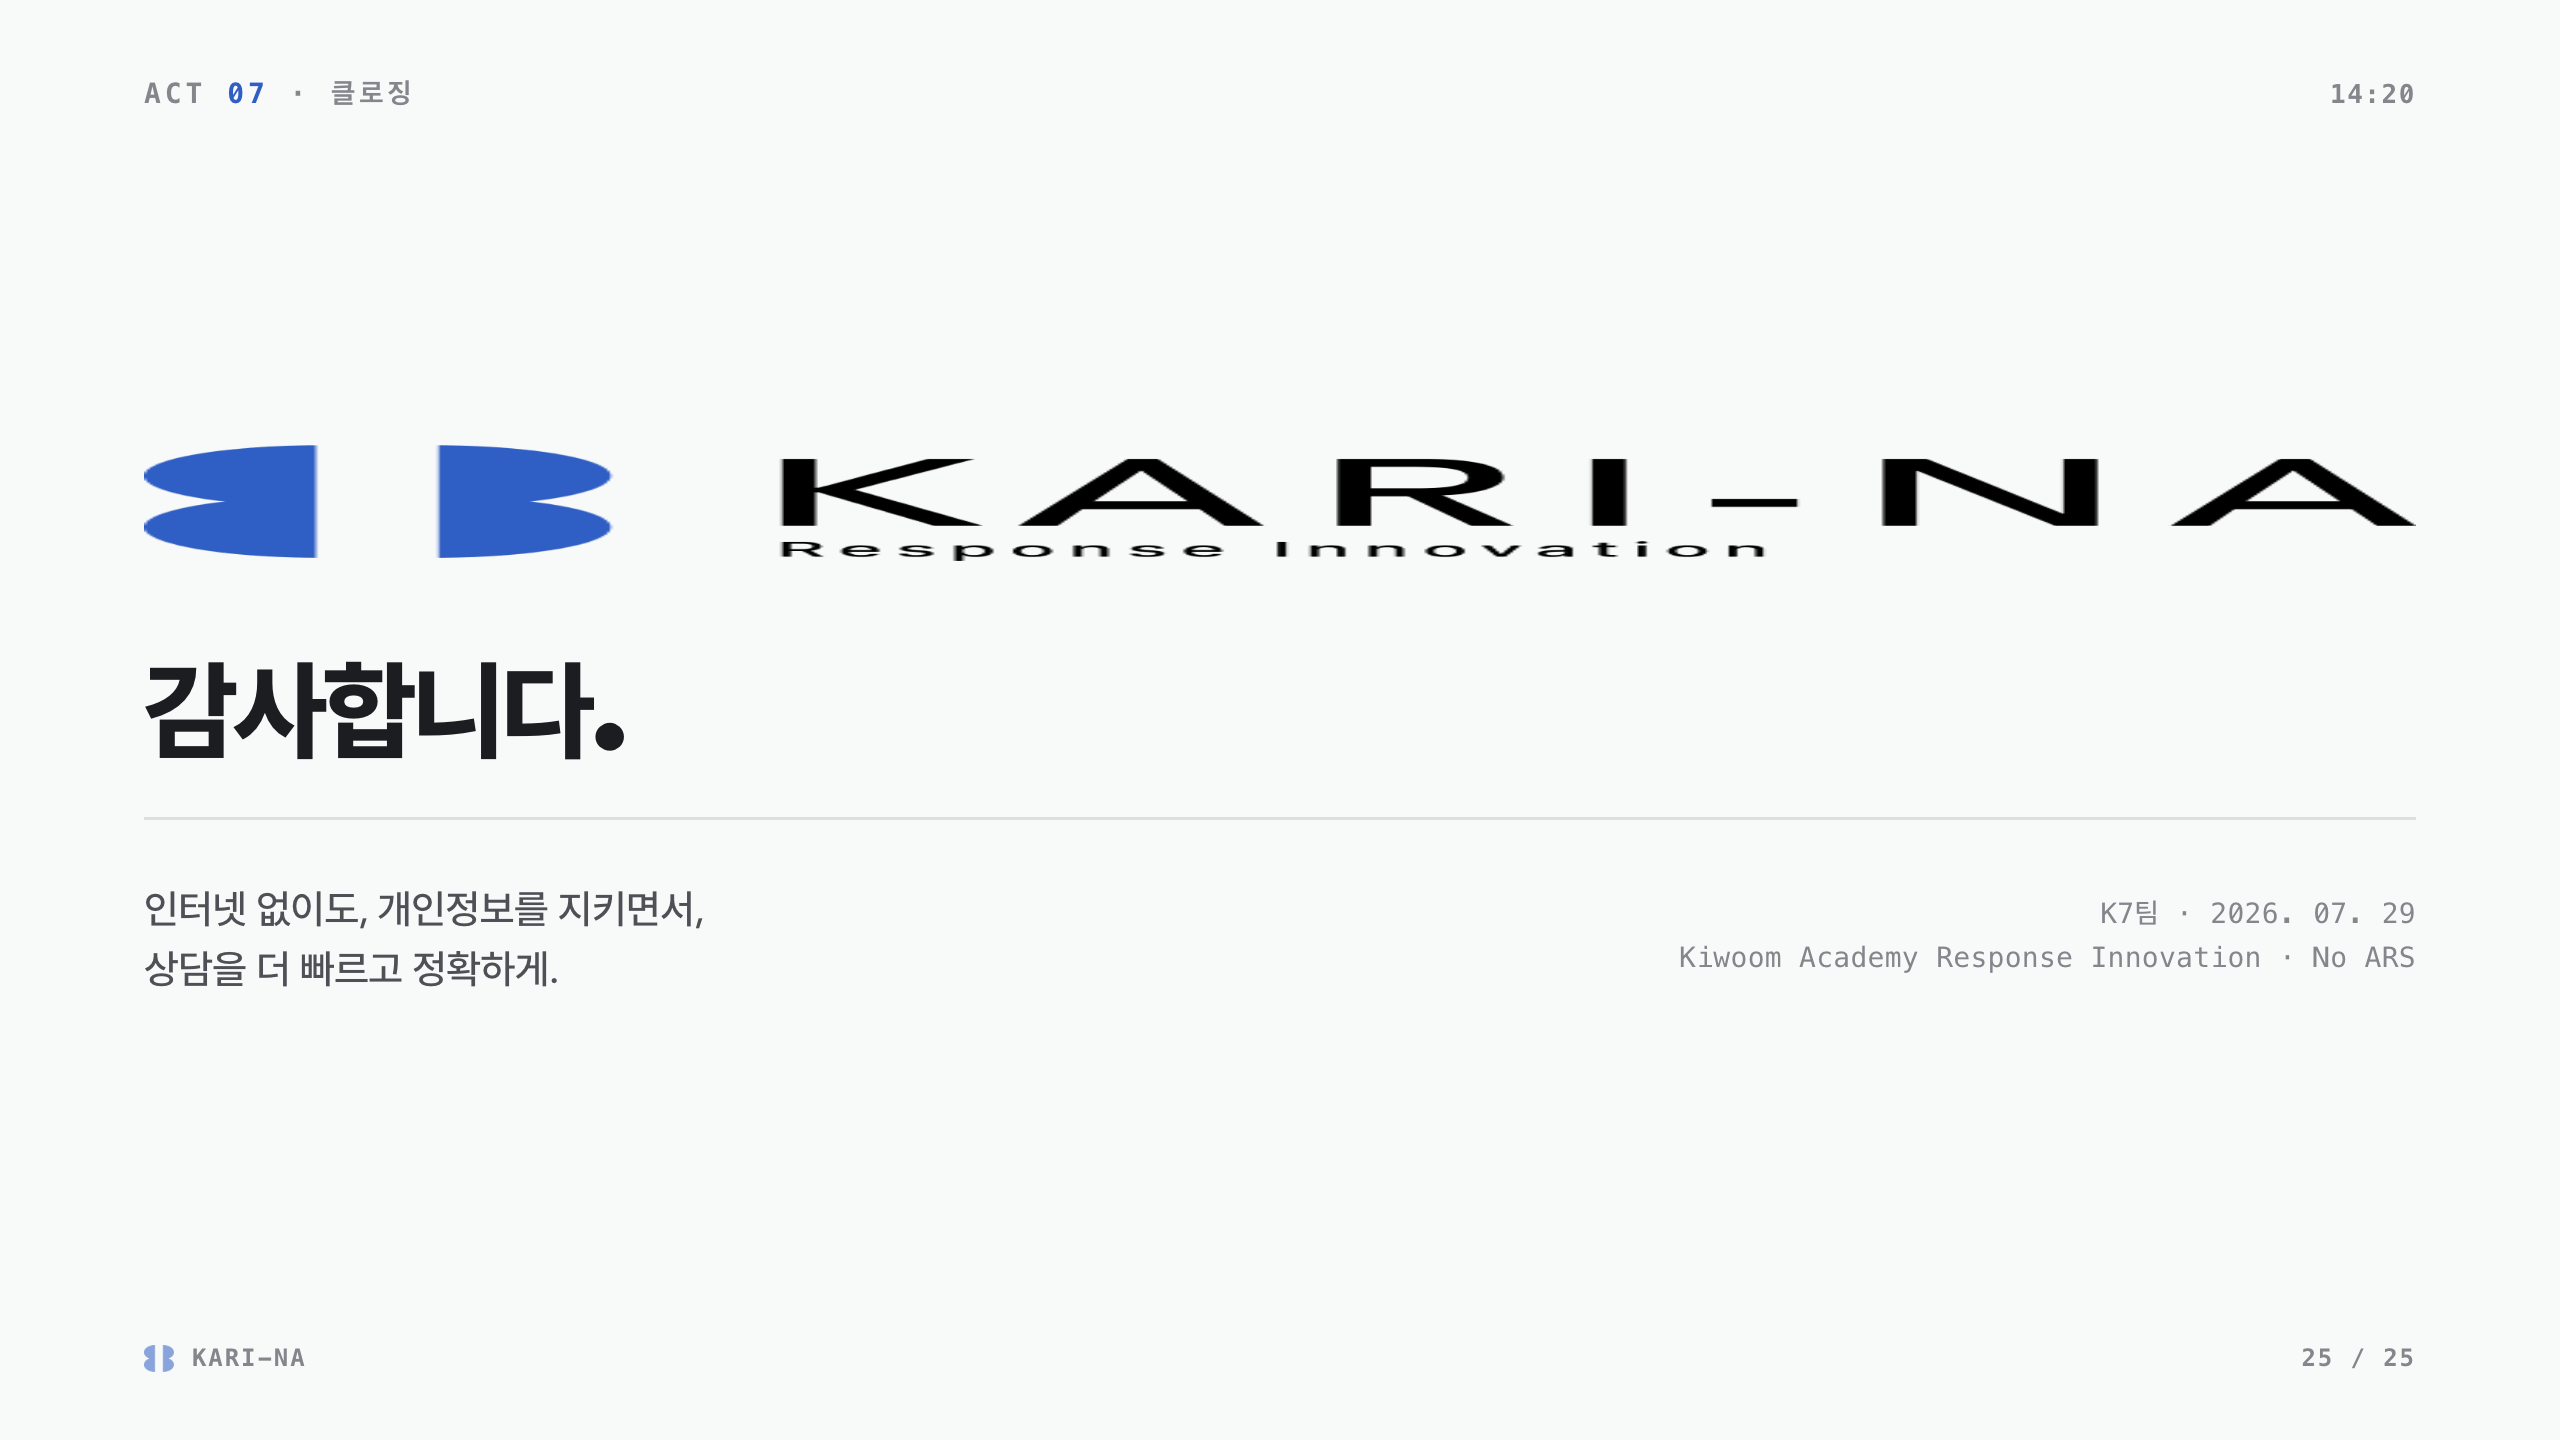 ACT 07 · 클로징
14:20
KARI-NA
Response Innovation
감사합니다.
인터넷 없이도, 개인정보를 지키면서,
상담을 더 빠르고 정확하게.
K7팀 · 2026. 07. 29
Kiwoom Academy Response Innovation · No ARS
KARI-NA
25 / 25